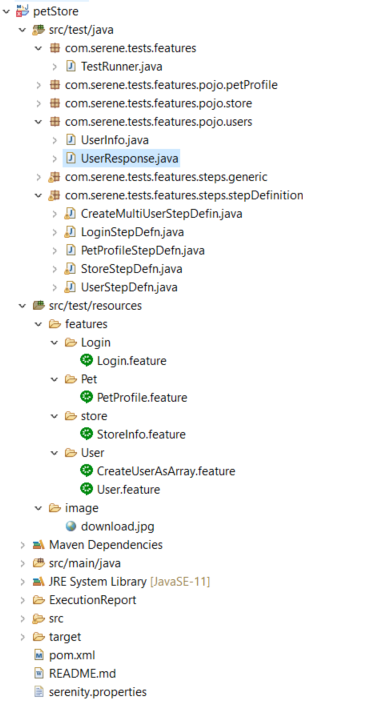 petStore
src/test/java
com.serene.tests.features
TestRunner.java
com.serene.tests.features.pojo.petProfile
com.serene.tests.features.pojo.store
com.serene.tests.features.pojo.users
UserInfo.java
UserResponse.java
com.serene.tests.features.steps.generic
com.serene.tests.features.steps.stepDefinition
CreateMultiUserStepDefin.java
LoginStepDefn.java
PetProfileStepDefn.java
StoreStepDefn.java
UserStepDefn.java
src/test/resources
features
Login
Login.feature
Pet
PetProfile.feature
store
StoreInfo.feature
User
CreateUserAsArray.feature
User.feature
image
download.jpg
Maven Dependencies
src/main/java
JRE System Library [JavaSE-11]
ExecutionReport
src
target
pom.xml
README.md
serenity.properties